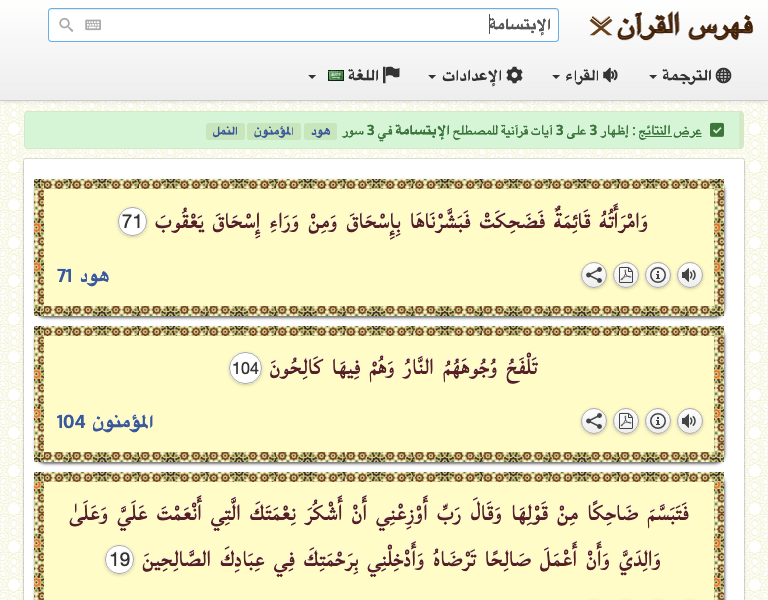 فهرس القرآن
الإبتسامة
الترجمة القراء الإعدادات اللغة
عرض النتائج : إظهار 3 على 3 آيات قرآنية للمصطلح الإبتسامة في 3 سور هود المؤمنون النمل
وَامْرَأَتُهُ قَائِمَةٌ فَضَحِكَتْ فَبَشَّرْنَاهَا بِإِسْحَاقَ وَمِنْ وَرَاءِ إِسْحَاقَ يَعْقُوبَ 71
هود 71
تَلْفَحُ وُجُوهَهُمُ النَّارُ وَهُمْ فِيهَا كَالِحُونَ 104
المؤمنون 104
فَتَبَسَّمَ ضَاحِكًا مِنْ قَوْلِهَا وَقَالَ رَبِّ أَوْزِعْنِي أَنْ أَشْكُرَ نِعْمَتَكَ الَّتِي أَنْعَمْتَ عَلَيَّ وَعَلَىٰ
وَالِدَيَّ وَأَنْ أَعْمَلَ صَالِحًا تَرْضَاهُ وَأَدْخِلْنِي بِرَحْمَتِكَ فِي عِبَادِكَ الصَّالِحِينَ 19